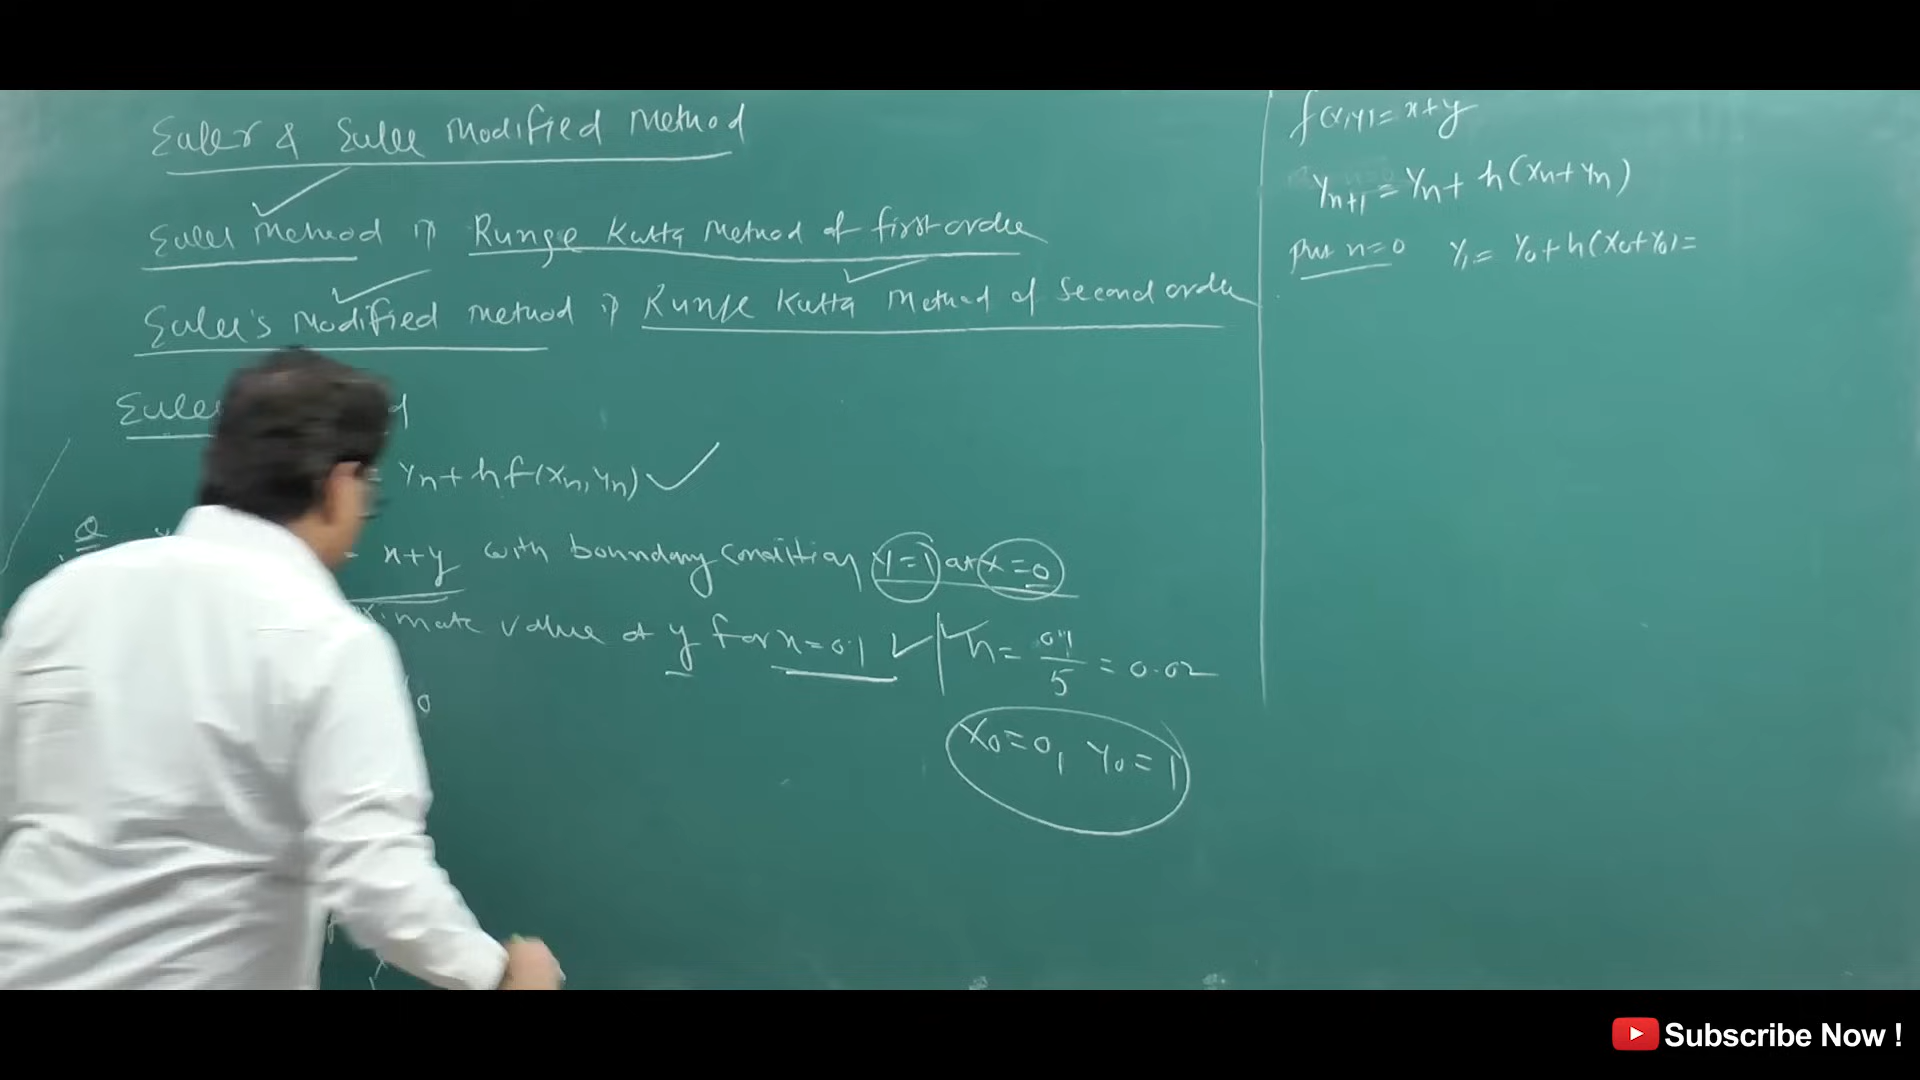 Euler & Euler Modified Method
Euler Method is Runge Kutta Method of first order
Euler's Modified method is Runge Kutta Method of Second order
Euler
= Yn + h f(xn, yn)
Q = x+y with boundary condition y=1 at x=0
value of y for x=0.1 h = 0.1/5 = 0.02
x0=0, y0=1
f(x,y)=x+y
Yn+1 = Yn + h(xn+yn)
put n=0 Y1 = Y0 + h(x0+y0) =
Subscribe Now !